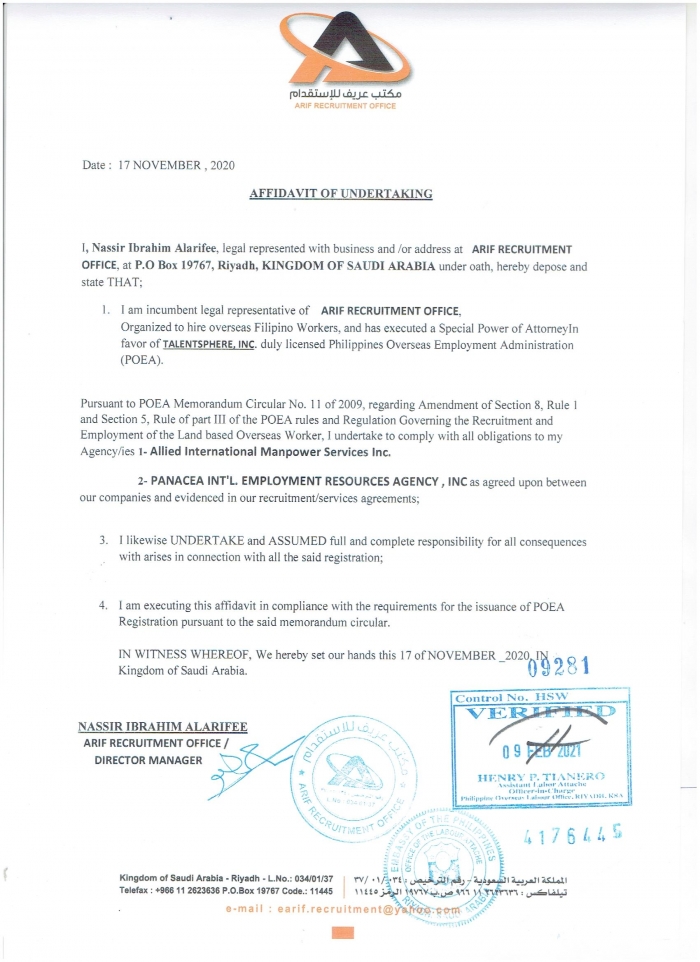 مكتب عريف للإستقدام
ARIF RECRUITMENT OFFICE
Date : 17 NOVEMBER , 2020
AFFIDAVIT OF UNDERTAKING
I, Nassir Ibrahim Alarifee, legal represented with business and /or address at ARIF RECRUITMENT
OFFICE, at P.O Box 19767, Riyadh, KINGDOM OF SAUDI ARABIA under oath, hereby depose and
state THAT;
1. I am incumbent legal representative of ARIF RECRUITMENT OFFICE,
Organized to hire overseas Filipino Workers, and has executed a Special Power of AttorneyIn
favor of TALENTSPHERE, INC. duly licensed Philippines Overseas Employment Administration
(POEA).
Pursuant to POEA Memorandum Circular No. 11 of 2009, regarding Amendment of Section 8, Rule 1
and Section 5, Rule of part III of the POEA rules and Regulation Governing the Recruitment and
Employment of the Land based Overseas Worker, I undertake to comply with all obligations to my
Agency/ies 1- Allied International Manpower Services Inc.
2- PANACEA INT'L. EMPLOYMENT RESOURCES AGENCY , INC as agreed upon between
our companies and evidenced in our recruitment/services agreements;
3. I likewise UNDERTAKE and ASSUMED full and complete responsibility for all consequences
with arises in connection with all the said registration;
4. I am executing this affidavit in compliance with the requirements for the issuance of POEA
Registration pursuant to the said memorandum circular.
IN WITNESS WHEREOF, We hereby set our hands this 17 of NOVEMBER _2020, IN
Kingdom of Saudi Arabia.
09281
Control No. HSW
VERIFIED
09 FEB 2021
HENRY P. TIANERO
Assistant Labor Attache
Officer-In-Charge
Philippine Overseas Labour Office, RIYADH, KSA
NASSIR IBRAHIM ALARIFEE
ARIF RECRUITMENT OFFICE /
DIRECTOR MANAGER
مكتب عريف للإستقدام
L.No : 034-01-37
ARIF RECRUITMENT OFFICE
4176445
EMBASSY OF THE PHILIPPINES
OFFICE OF THE LABOUR ATTACHE
Kingdom of Saudi Arabia - Riyadh - L.No.: 034/01/37
Telefax : +966 11 2623636 P.O.Box 19767 Code.: 11445
المملكة العربية السعودية - رقم الترخيص : ٠٣٤ / ٠١ / ٣٧
تيلفاكس : ٢٦٢٣٦٣٦ ١١ ٩٦٦ ص.ب ١٩٧٦٧ الرمز ١١٤٤٥
e-mail : earif.recruitment@yahoo.com